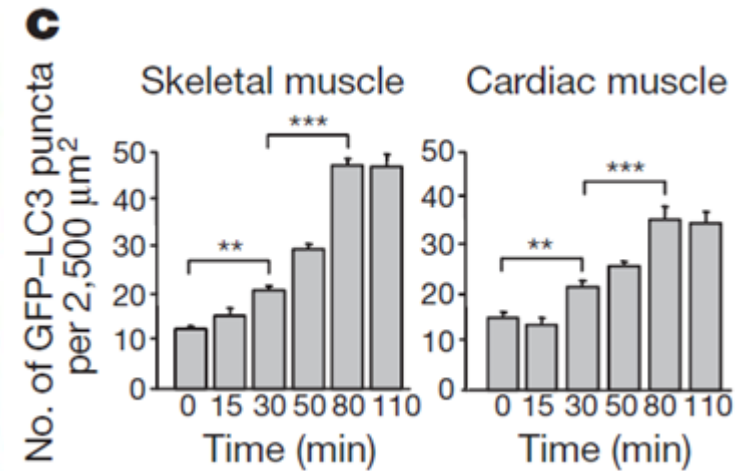 c
No. of GFP–LC3 puncta
per 2,500 μm²
Skeletal muscle
***
**
50
40
30
20
10
0
0 15 30 50 80 110
Time (min)
Cardiac muscle
***
**
50
40
30
20
10
0
0 15 30 50 80 110
Time (min)